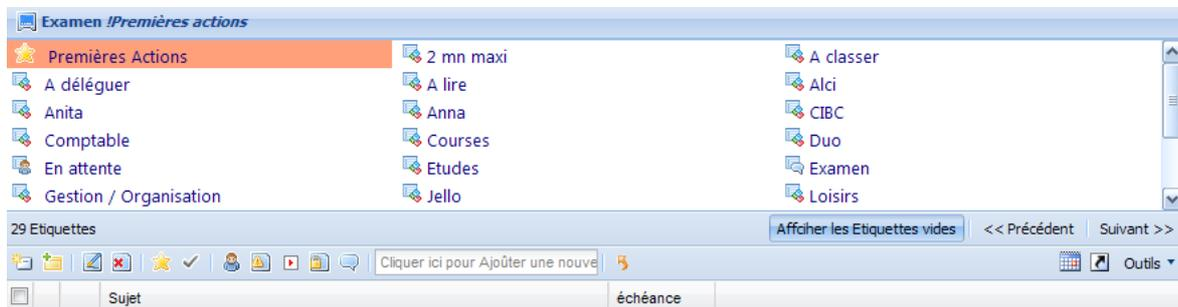 Examen !Premières actions
Premières Actions 2 mn maxi A classer
A déléguer A lire Alci
Anita Anna CIBC
Comptable Courses Duo
En attente Etudes Examen
Gestion / Organisation Jello Loisirs
29 Etiquettes Affciher les Etiquettes vides << Précédent Suivant >>
Cliquer ici pour Ajoûter une nouve Outils
Sujet échéance